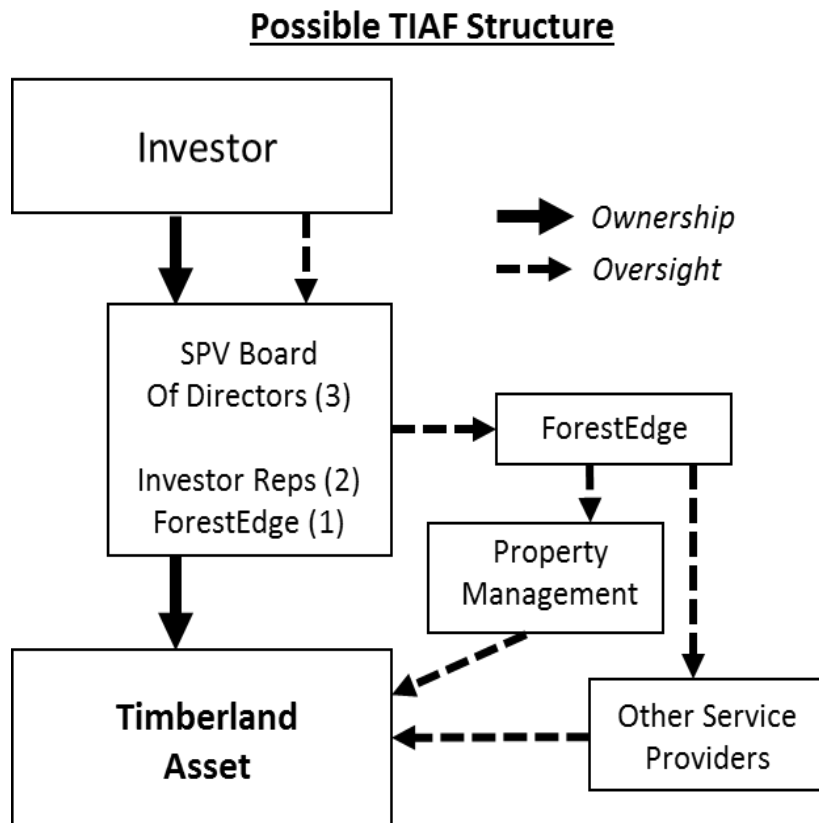 Possible TIAF Structure
Investor
Ownership
Oversight
SPV Board
Of Directors (3)
Investor Reps (2)
ForestEdge (1)
ForestEdge
Property
Management
Timberland
Asset
Other Service
Providers